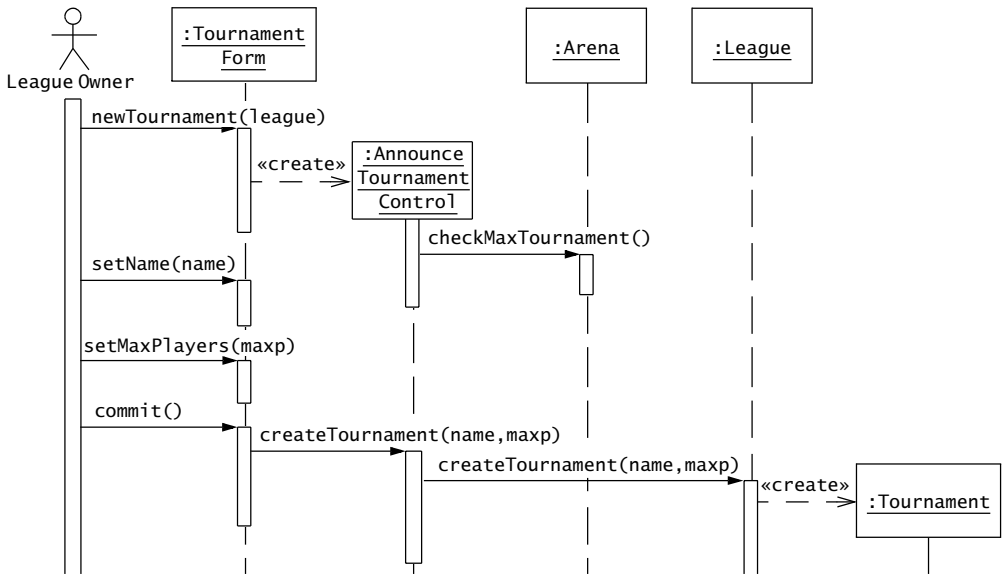 :Tournament
Form
:Arena
:League
League Owner
newTournament(league)
«create»
:Announce
Tournament
Control
checkMaxTournament()
setName(name)
setMaxPlayers(maxp)
commit()
createTournament(name,maxp)
createTournament(name,maxp)
«create»
:Tournament